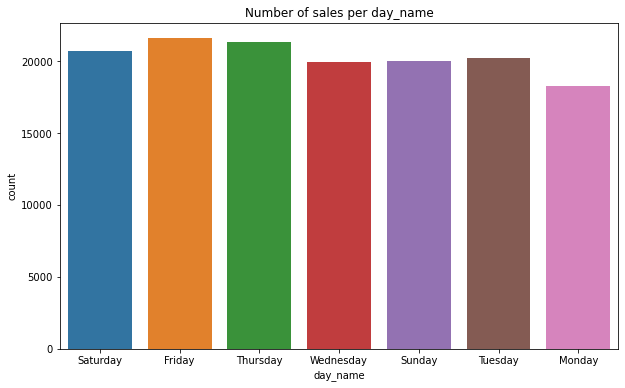 Number of sales per day_name
count
20000
15000
10000
5000
0
Saturday Friday Thursday Wednesday Sunday Tuesday Monday
day_name